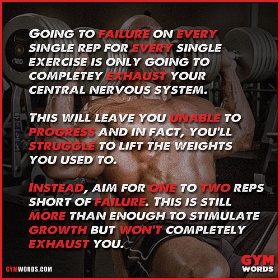 Going to failure on every
single rep for every single
exercise is only going to
completey exhaust your
central nervous system.
This will leave you unable to
progress and in fact, you'll
struggle to lift the weights
you used to.
Instead, aim for one to two reps
short of failure. This is still
more than enough to stimulate
growth but won't completely
exhaust you.
GYMWORDS.COM
GYM
WORDS